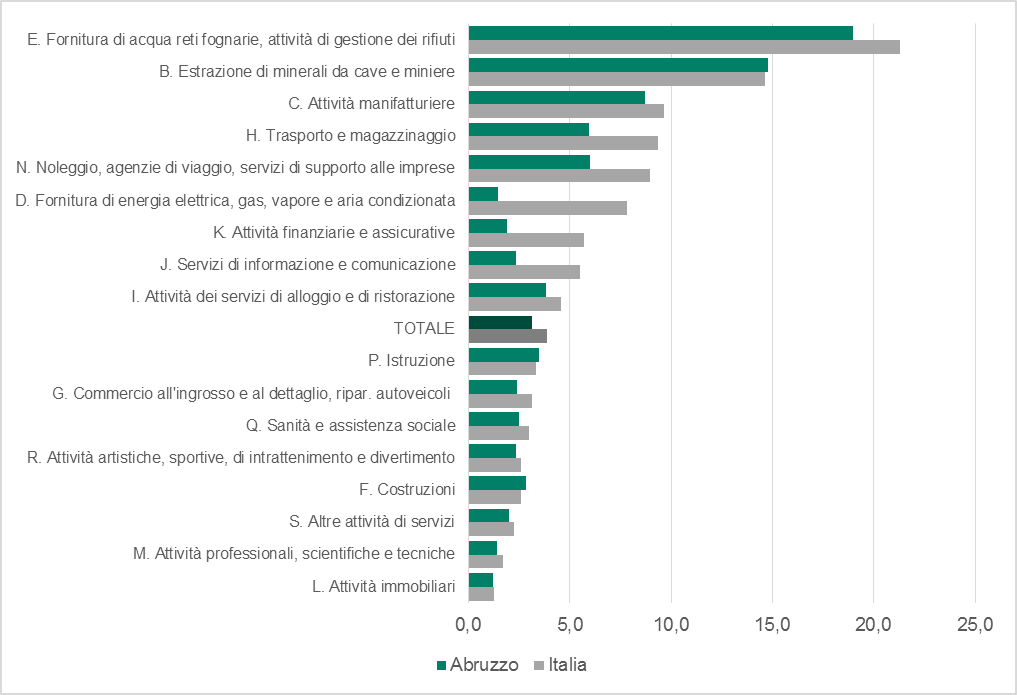 E. Fornitura di acqua reti fognarie, attività di gestione dei rifiuti
B. Estrazione di minerali da cave e miniere
C. Attività manifatturiere
H. Trasporto e magazzinaggio
N. Noleggio, agenzie di viaggio, servizi di supporto alle imprese
D. Fornitura di energia elettrica, gas, vapore e aria condizionata
K. Attività finanziarie e assicurative
J. Servizi di informazione e comunicazione
I. Attività dei servizi di alloggio e di ristorazione
TOTALE
P. Istruzione
G. Commercio all'ingrosso e al dettaglio, ripar. autoveicoli
Q. Sanità e assistenza sociale
R. Attività artistiche, sportive, di intrattenimento e divertimento
F. Costruzioni
S. Altre attività di servizi
M. Attività professionali, scientifiche e tecniche
L. Attività immobiliari
0,0 5,0 10,0 15,0 20,0 25,0
Abruzzo Italia